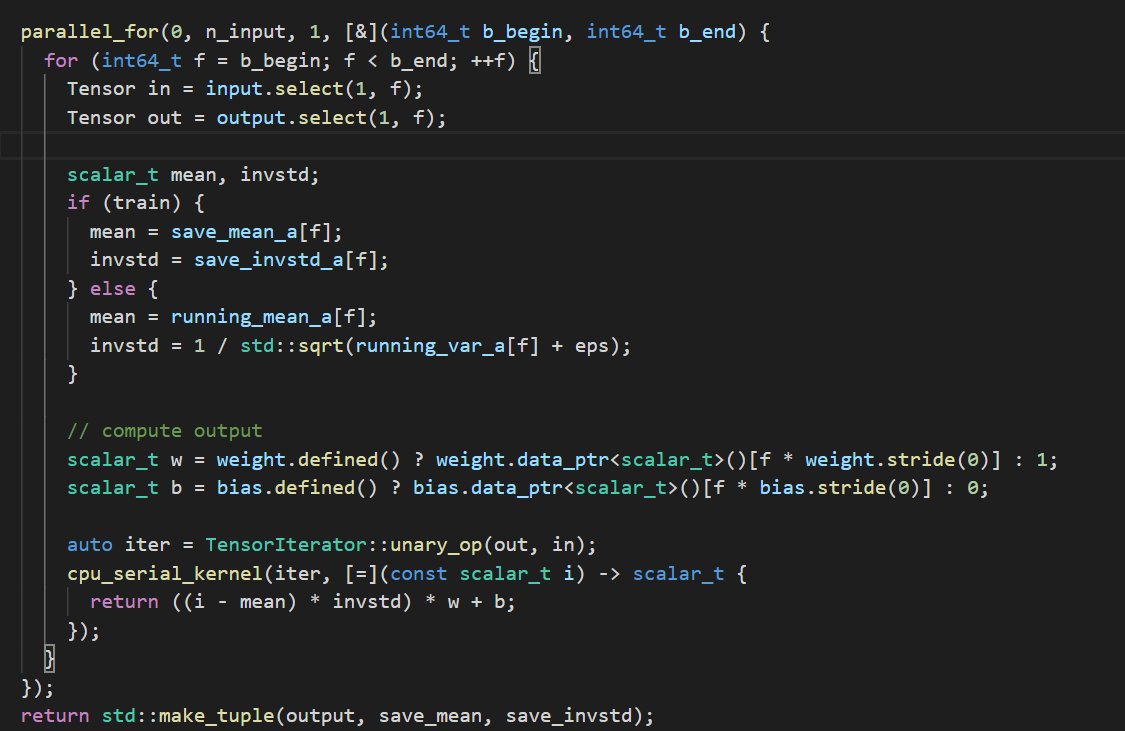 parallel_for(0, n_input, 1, [&](int64_t b_begin, int64_t b_end) {
for (int64_t f = b_begin; f < b_end; ++f) {
Tensor in = input.select(1, f);
Tensor out = output.select(1, f);
scalar_t mean, invstd;
if (train) {
mean = save_mean_a[f];
invstd = save_invstd_a[f];
} else {
mean = running_mean_a[f];
invstd = 1 / std::sqrt(running_var_a[f] + eps);
}
// compute output
scalar_t w = weight.defined() ? weight.data_ptr<scalar_t>()[f * weight.stride(0)] : 1;
scalar_t b = bias.defined() ? bias.data_ptr<scalar_t>()[f * bias.stride(0)] : 0;
auto iter = TensorIterator::unary_op(out, in);
cpu_serial_kernel(iter, [=](const scalar_t i) -> scalar_t {
return ((i - mean) * invstd) * w + b;
});
}
});
return std::make_tuple(output, save_mean, save_invstd);